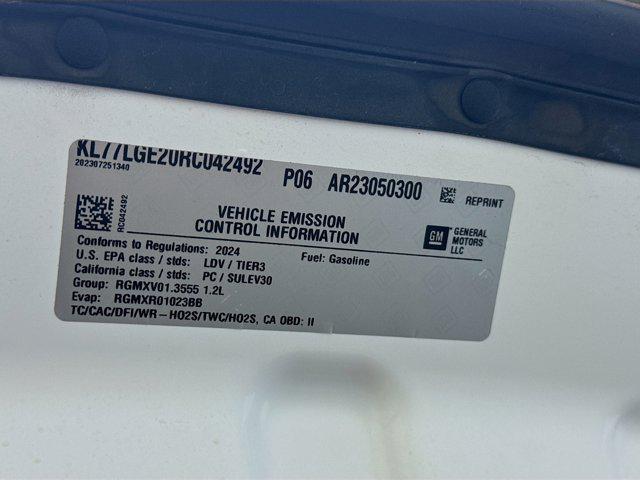 KL77LGE20RC042492 P06 AR23050300 REPRINT
202307251340
RC042492
VEHICLE EMISSION
CONTROL INFORMATION
GM GENERAL
MOTORS
LLC
Conforms to Regulations: 2024
U.S. EPA class / stds: LDV / TIER3 Fuel: Gasoline
California class / stds: PC / SULEV30
Group: RGMXV01.3555 1.2L
Evap: RGMXR01023BB
TC/CAC/DFI/WR-HO2S/TWC/HO2S, CA OBD: II